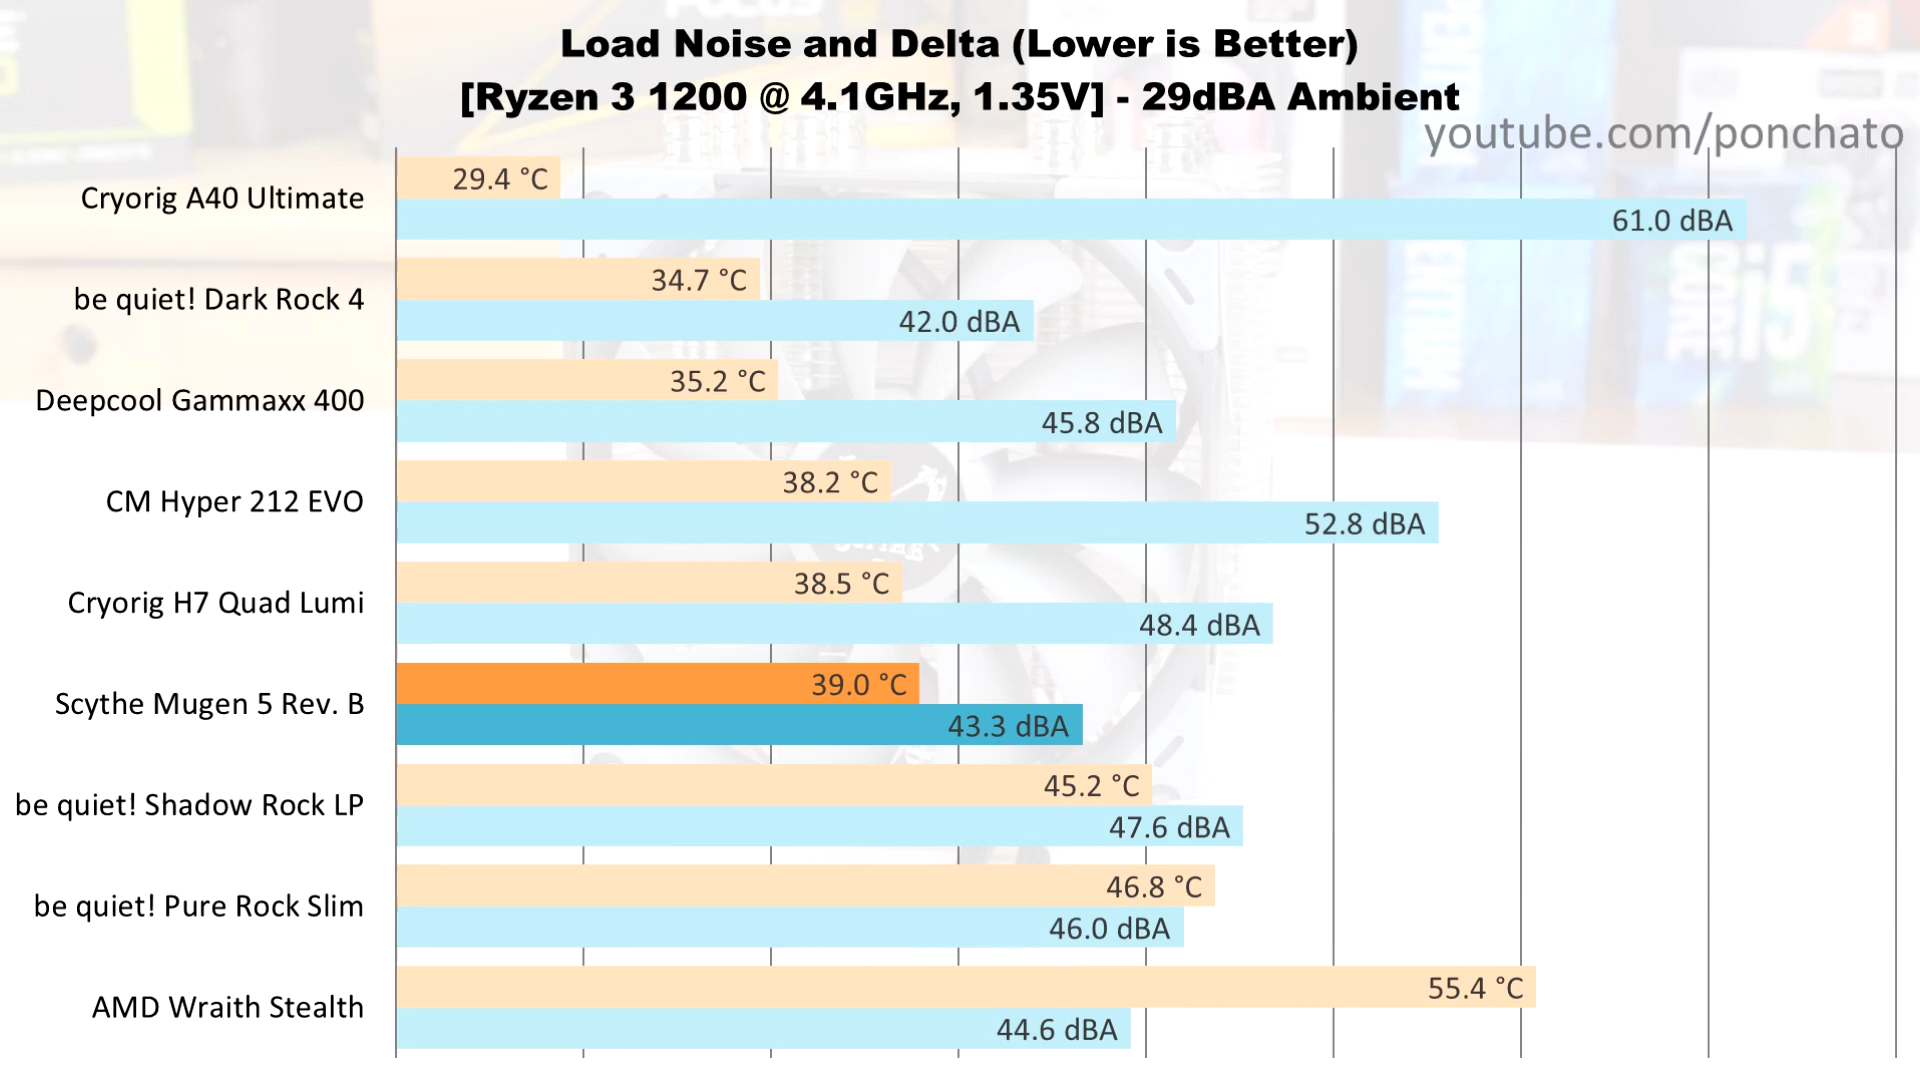 Load Noise and Delta (Lower is Better)
[Ryzen 3 1200 @ 4.1GHz, 1.35V] - 29dBA Ambient
youtube.com/ponchato
Cryorig A40 Ultimate
29.4 °C
61.0 dBA
be quiet! Dark Rock 4
34.7 °C
42.0 dBA
Deepcool Gammaxx 400
35.2 °C
45.8 dBA
CM Hyper 212 EVO
38.2 °C
52.8 dBA
Cryorig H7 Quad Lumi
38.5 °C
48.4 dBA
Scythe Mugen 5 Rev. B
39.0 °C
43.3 dBA
be quiet! Shadow Rock LP
45.2 °C
47.6 dBA
be quiet! Pure Rock Slim
46.8 °C
46.0 dBA
AMD Wraith Stealth
55.4 °C
44.6 dBA
CORE
i5